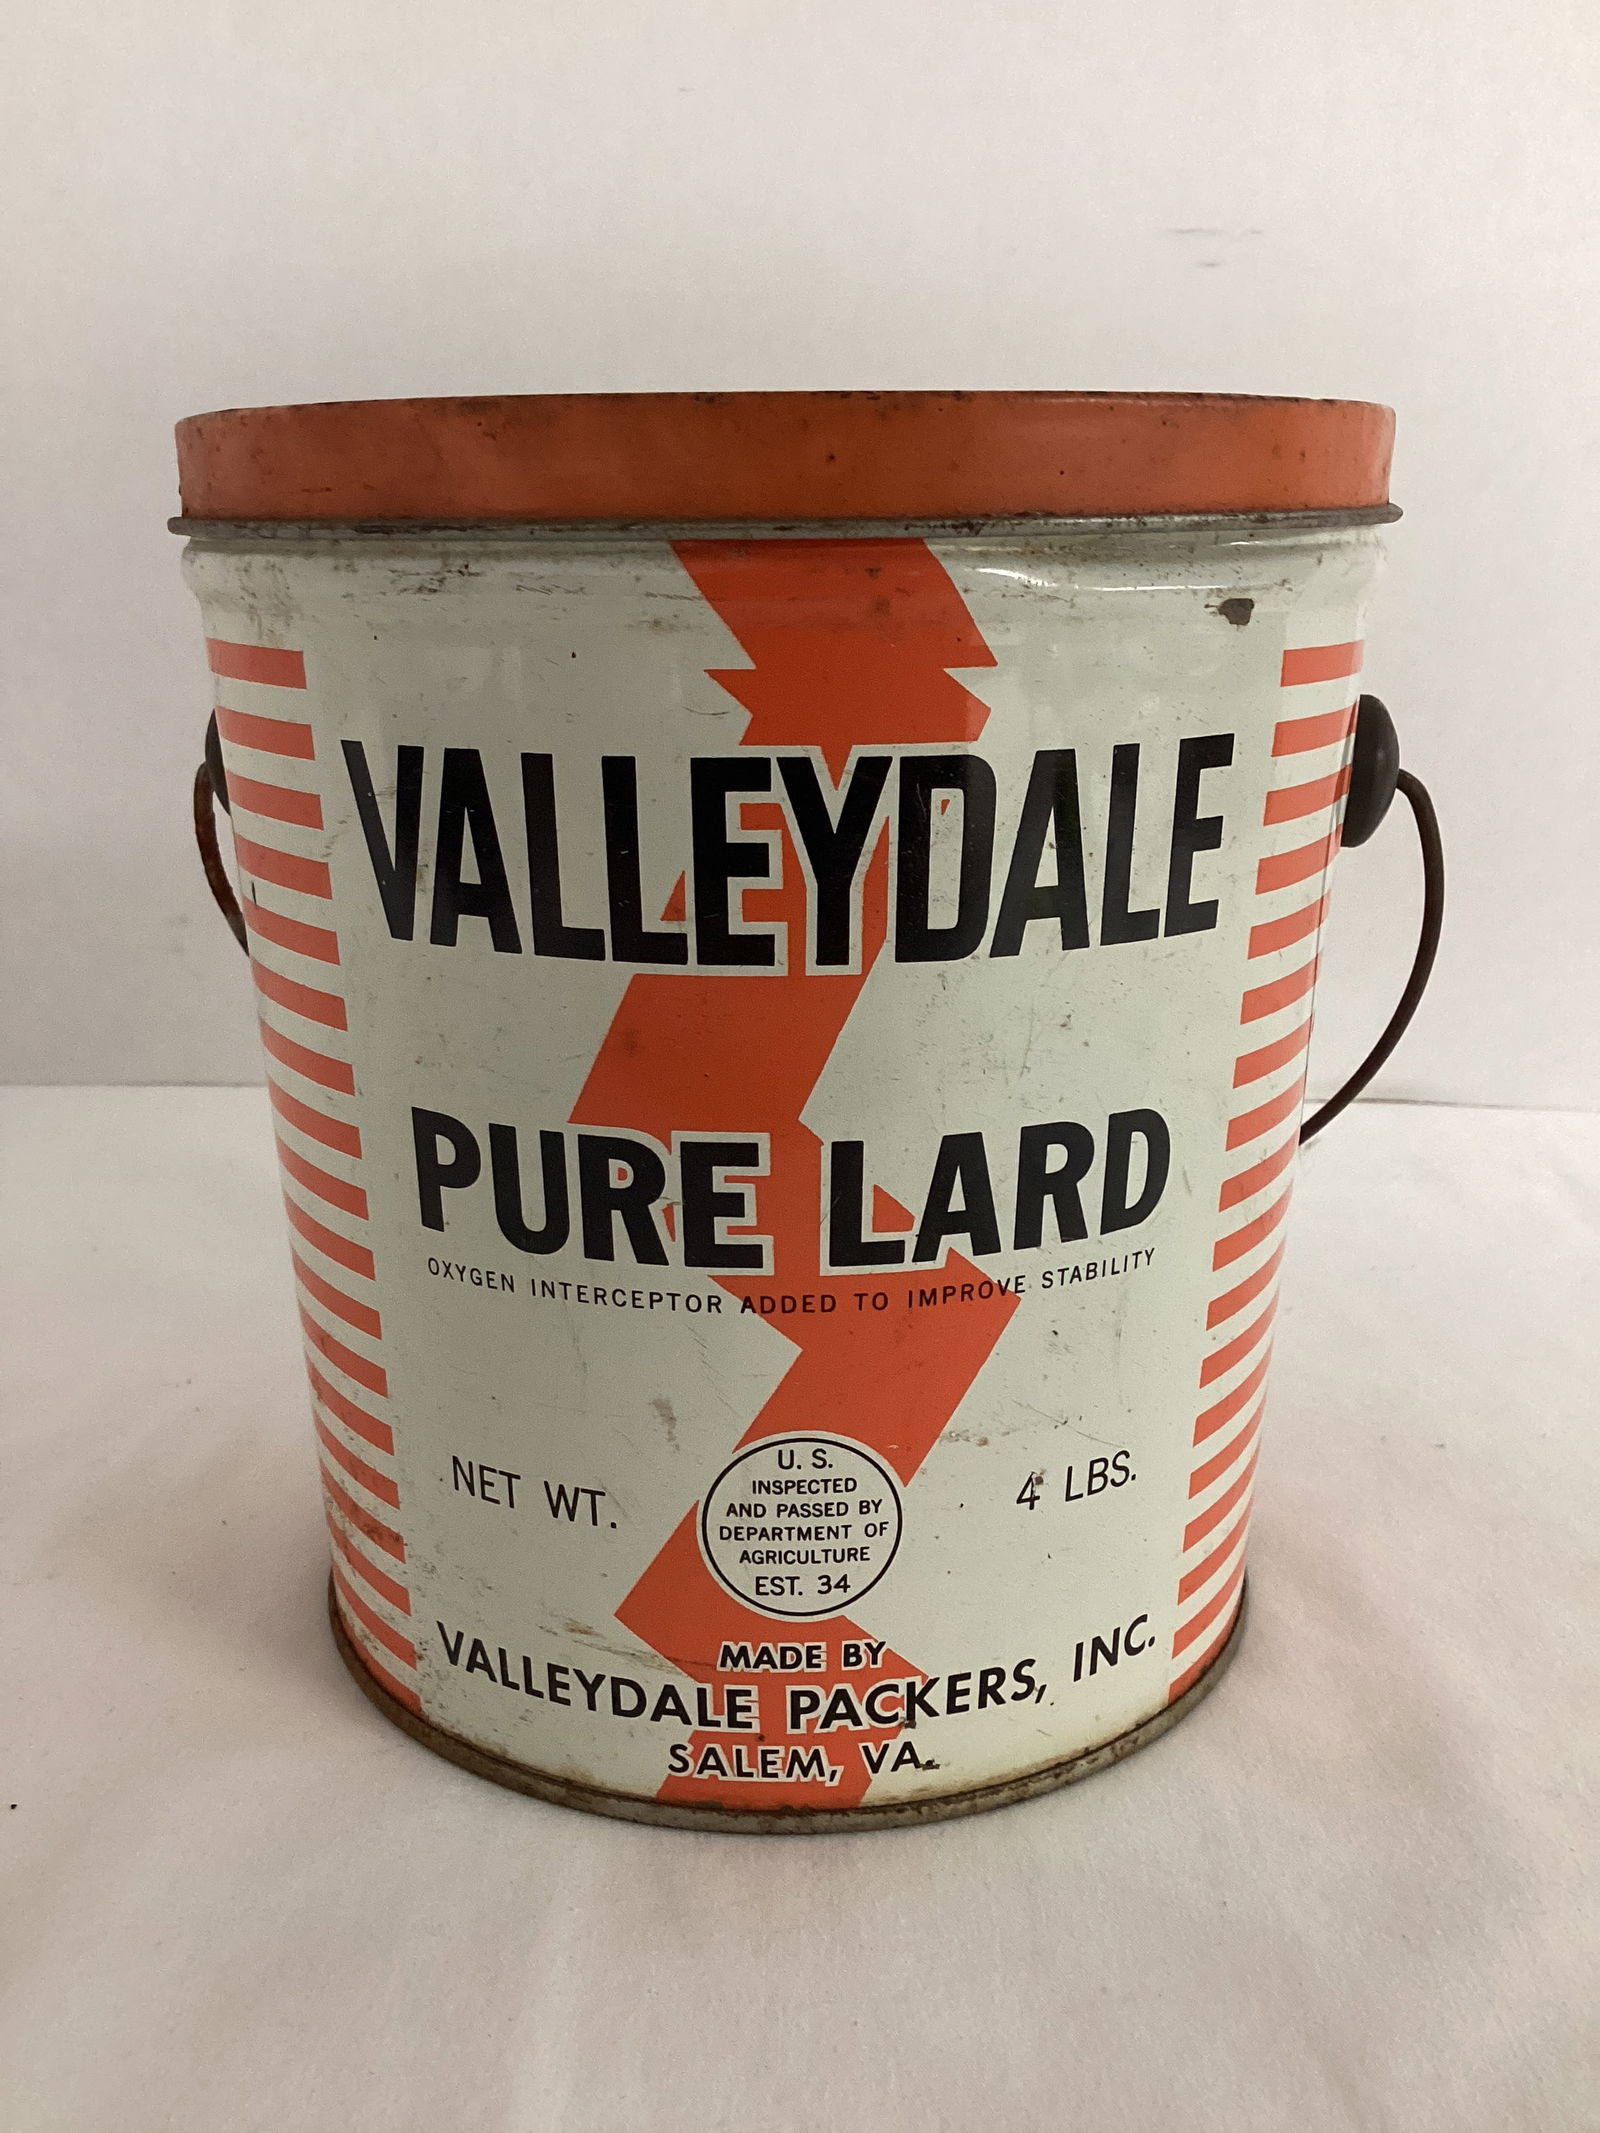 VALLEYDALE
PURE LARD
OXYGEN INTERCEPTOR ADDED TO IMPROVE STABILITY
NET WT. 4 LBS.
U. S.
INSPECTED
AND PASSED BY
DEPARTMENT OF
AGRICULTURE
EST. 34
MADE BY
VALLEYDALE PACKERS, INC.
SALEM, VA.